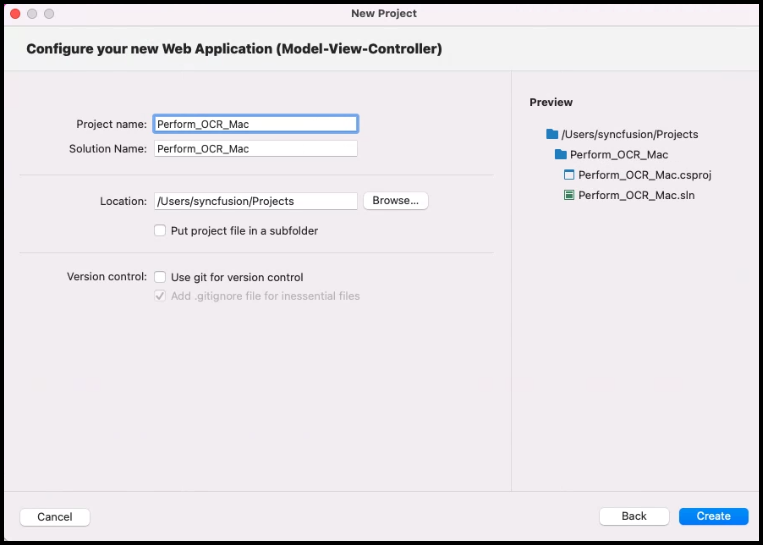 New Project
Configure your new Web Application (Model-View-Controller)
Project name: Perform_OCR_Mac
Solution Name: Perform_OCR_Mac
Location: /Users/syncfusion/Projects Browse...
Put project file in a subfolder
Version control: Use git for version control
Add .gitignore file for inessential files
Preview
/Users/syncfusion/Projects
Perform_OCR_Mac
Perform_OCR_Mac.csproj
Perform_OCR_Mac.sln
Cancel Back Create